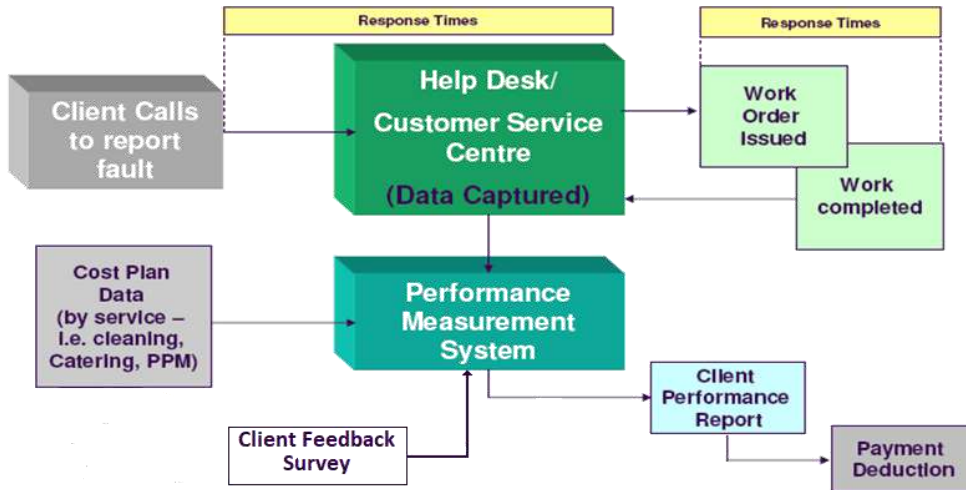 Response Times
Response Times
Client Calls
to report
fault
Help Desk/
Customer Service
Centre
(Data Captured)
Work
Order
Issued
Work
completed
Cost Plan
Data
(by service –
i.e. cleaning,
Catering, PPM)
Performance
Measurement
System
Client Feedback
Survey
Client
Performance
Report
Payment
Deduction